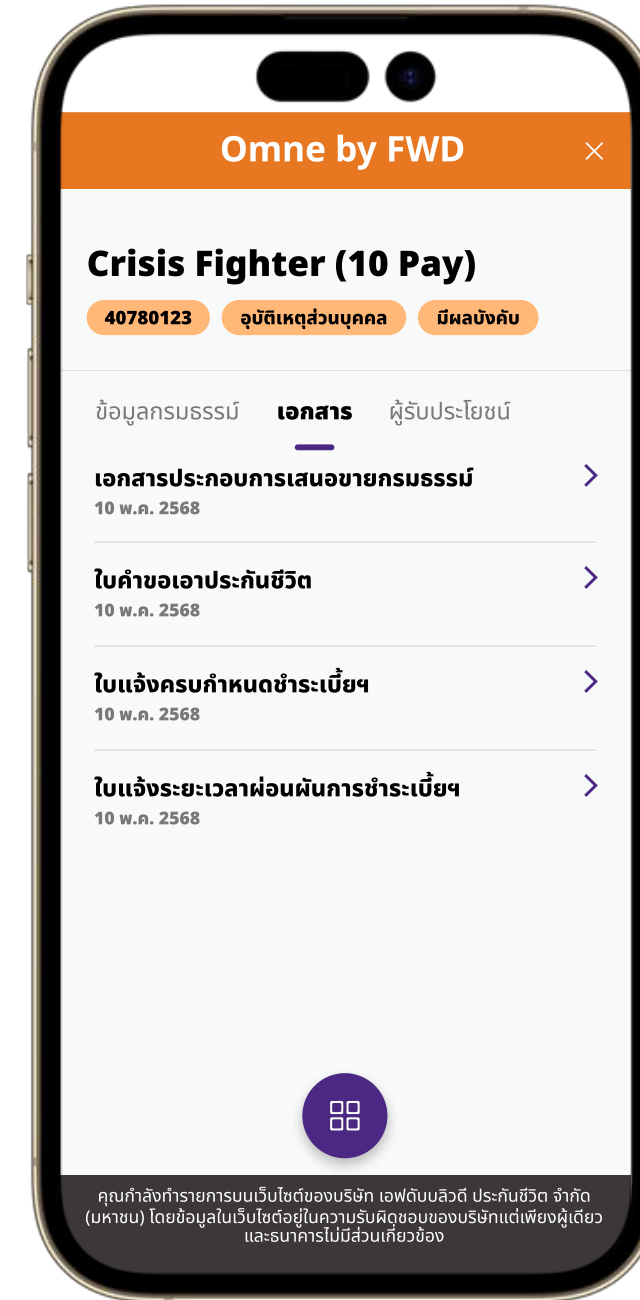 Omne by FWD
Crisis Fighter (10 Pay)
40780123 อุบัติเหตุส่วนบุคคล มีผลบังคับ
ข้อมูลกรมธรรม์ เอกสาร ผู้รับประโยชน์
เอกสารประกอบการเสนอขายกรมธรรม์
10 พ.ค. 2568
ใบคำขอเอาประกันชีวิต
10 พ.ค. 2568
ใบแจ้งครบกำหนดชำระเบี้ยฯ
10 พ.ค. 2568
ใบแจ้งระยะเวลาผ่อนผันการชำระเบี้ยฯ
10 พ.ค. 2568
คุณกำลังทำรายการบนเว็บไซต์ของบริษัท เอฟดับบลิวดี ประกันชีวิต จำกัด
(มหาชน) โดยข้อมูลในเว็บไซต์อยู่ในความรับผิดชอบของบริษัทแต่เพียงผู้เดียว
และธนาคารไม่มีส่วนเกี่ยวข้อง